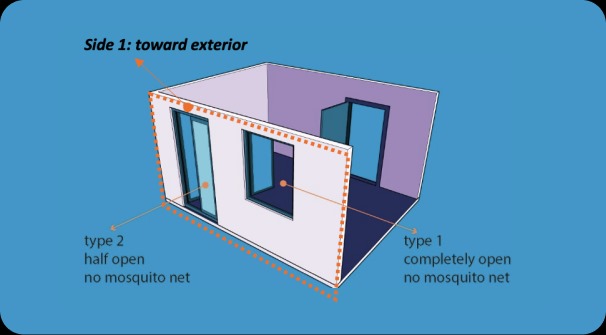 Side 1: toward exterior
type 2
half open
no mosquito net
type 1
completely open
no mosquito net